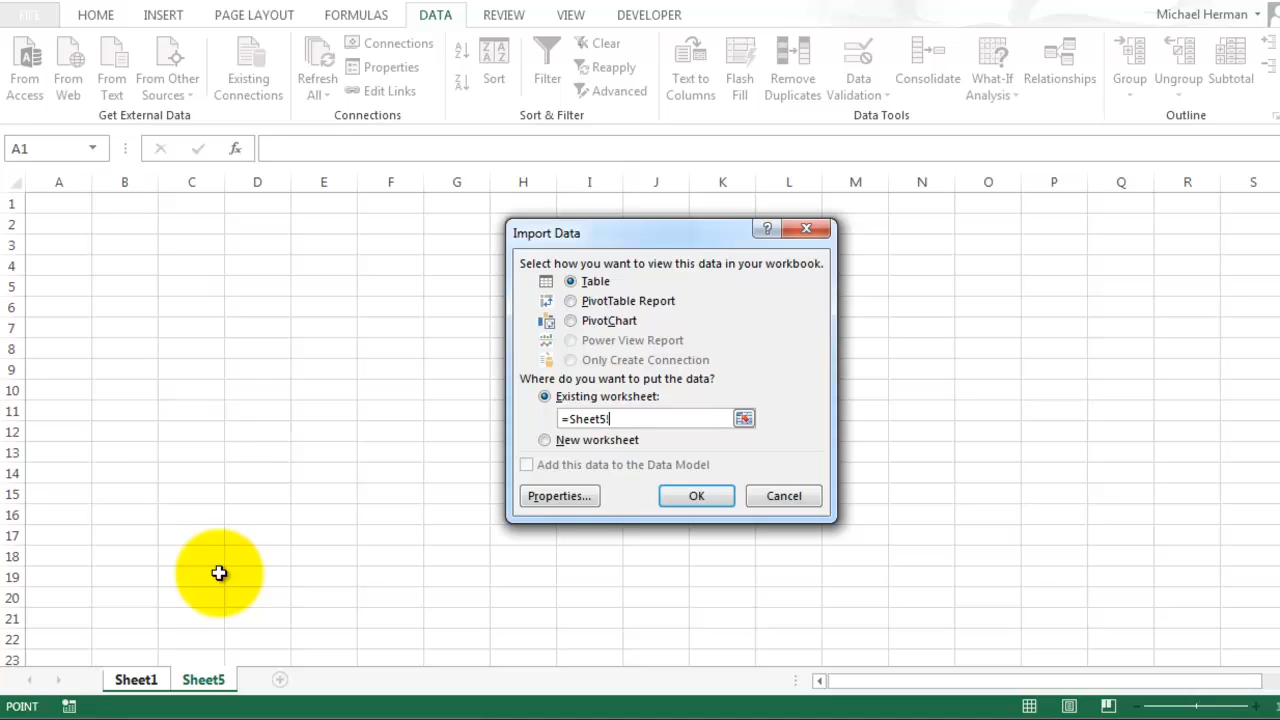 FILE HOME INSERT PAGE LAYOUT FORMULAS DATA REVIEW VIEW DEVELOPER Michael Herman
From Access
From Web
From Text
From Other Sources
Existing Connections
Get External Data
Refresh All
Connections
Properties
Edit Links
Connections
Sort
Filter
Clear
Reapply
Advanced
Sort & Filter
Text to Columns
Flash Fill
Remove Duplicates
Data Validation
Consolidate
What-If Analysis
Relationships
Data Tools
Group
Ungroup
Subtotal
Outline
A1 fx
A B C D E F G H I J K L M N O P Q R S
1
2
3
4
5
6
7
8
9
10
11
12
13
14
15
16
17
18
19
20
21
22
23
Import Data
Select how you want to view this data in your workbook.
Table
PivotTable Report
PivotChart
Power View Report
Only Create Connection
Where do you want to put the data?
Existing worksheet:
=Sheet5!
New worksheet
Add this data to the Data Model
Properties... OK Cancel
Sheet1 Sheet5
POINT